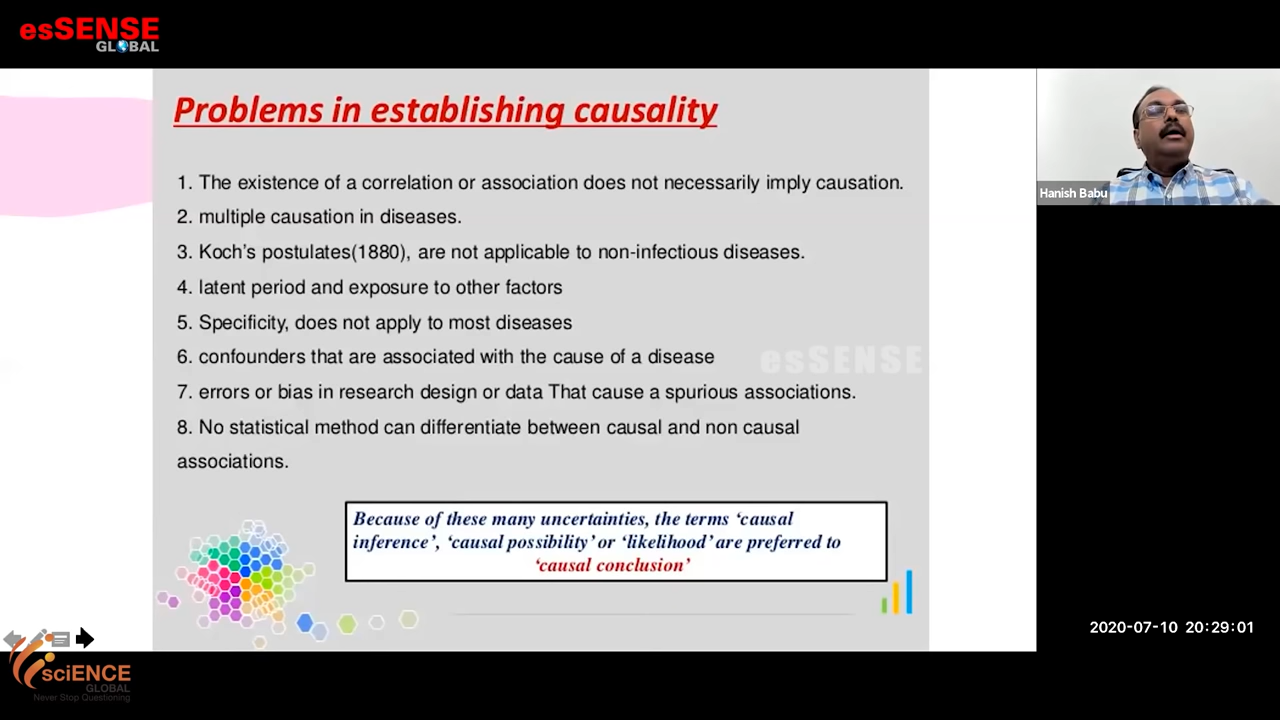 esSENSE
GLOBAL
Problems in establishing causality
1. The existence of a correlation or association does not necessarily imply causation.
2. multiple causation in diseases.
3. Koch's postulates(1880), are not applicable to non-infectious diseases.
4. latent period and exposure to other factors
5. Specificity, does not apply to most diseases
6. confounders that are associated with the cause of a disease
7. errors or bias in research design or data That cause a spurious associations.
8. No statistical method can differentiate between causal and non causal
associations.
Because of these many uncertainties, the terms ‘causal
inference’, ‘causal possibility’ or ‘likelihood’ are preferred to
‘causal conclusion’
esSENSE
Hanish Babu
2020-07-10 20:29:01
sciENCE
GLOBAL
Never Stop Questioning